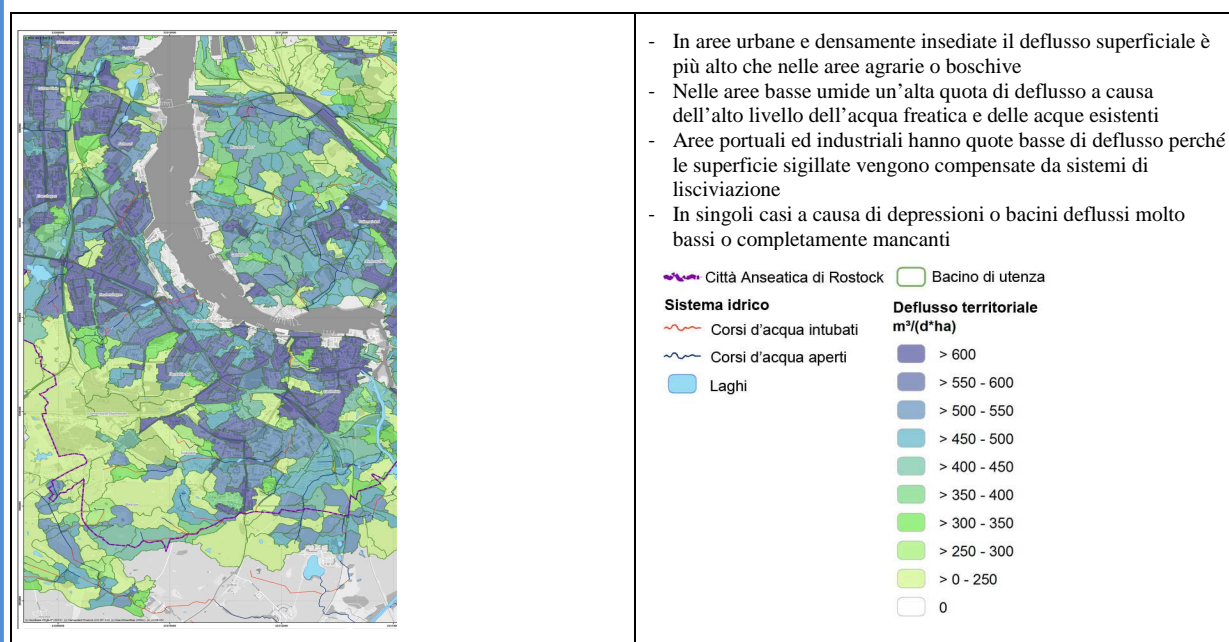 - In aree urbane e densamente insediate il deflusso superficiale è
più alto che nelle aree agrarie o boschive
- Nelle aree basse umide un'alta quota di deflusso a causa
dell'alto livello dell'acqua freatica e delle acque esistenti
- Aree portuali ed industriali hanno quote basse di deflusso perché
le superficie sigillate vengono compensate da sistemi di
lisciviazione
- In singoli casi a causa di depressioni o bacini deflussi molto
bassi o completamente mancanti
Città Anseatica di Rostock
Bacino di utenza
Sistema idrico
Corsi d'acqua intubati
Corsi d'acqua aperti
Laghi
Deflusso territoriale
m³/(d*ha)
> 600
> 550 - 600
> 500 - 550
> 450 - 500
> 400 - 450
> 350 - 400
> 300 - 350
> 250 - 300
> 0 - 250
0